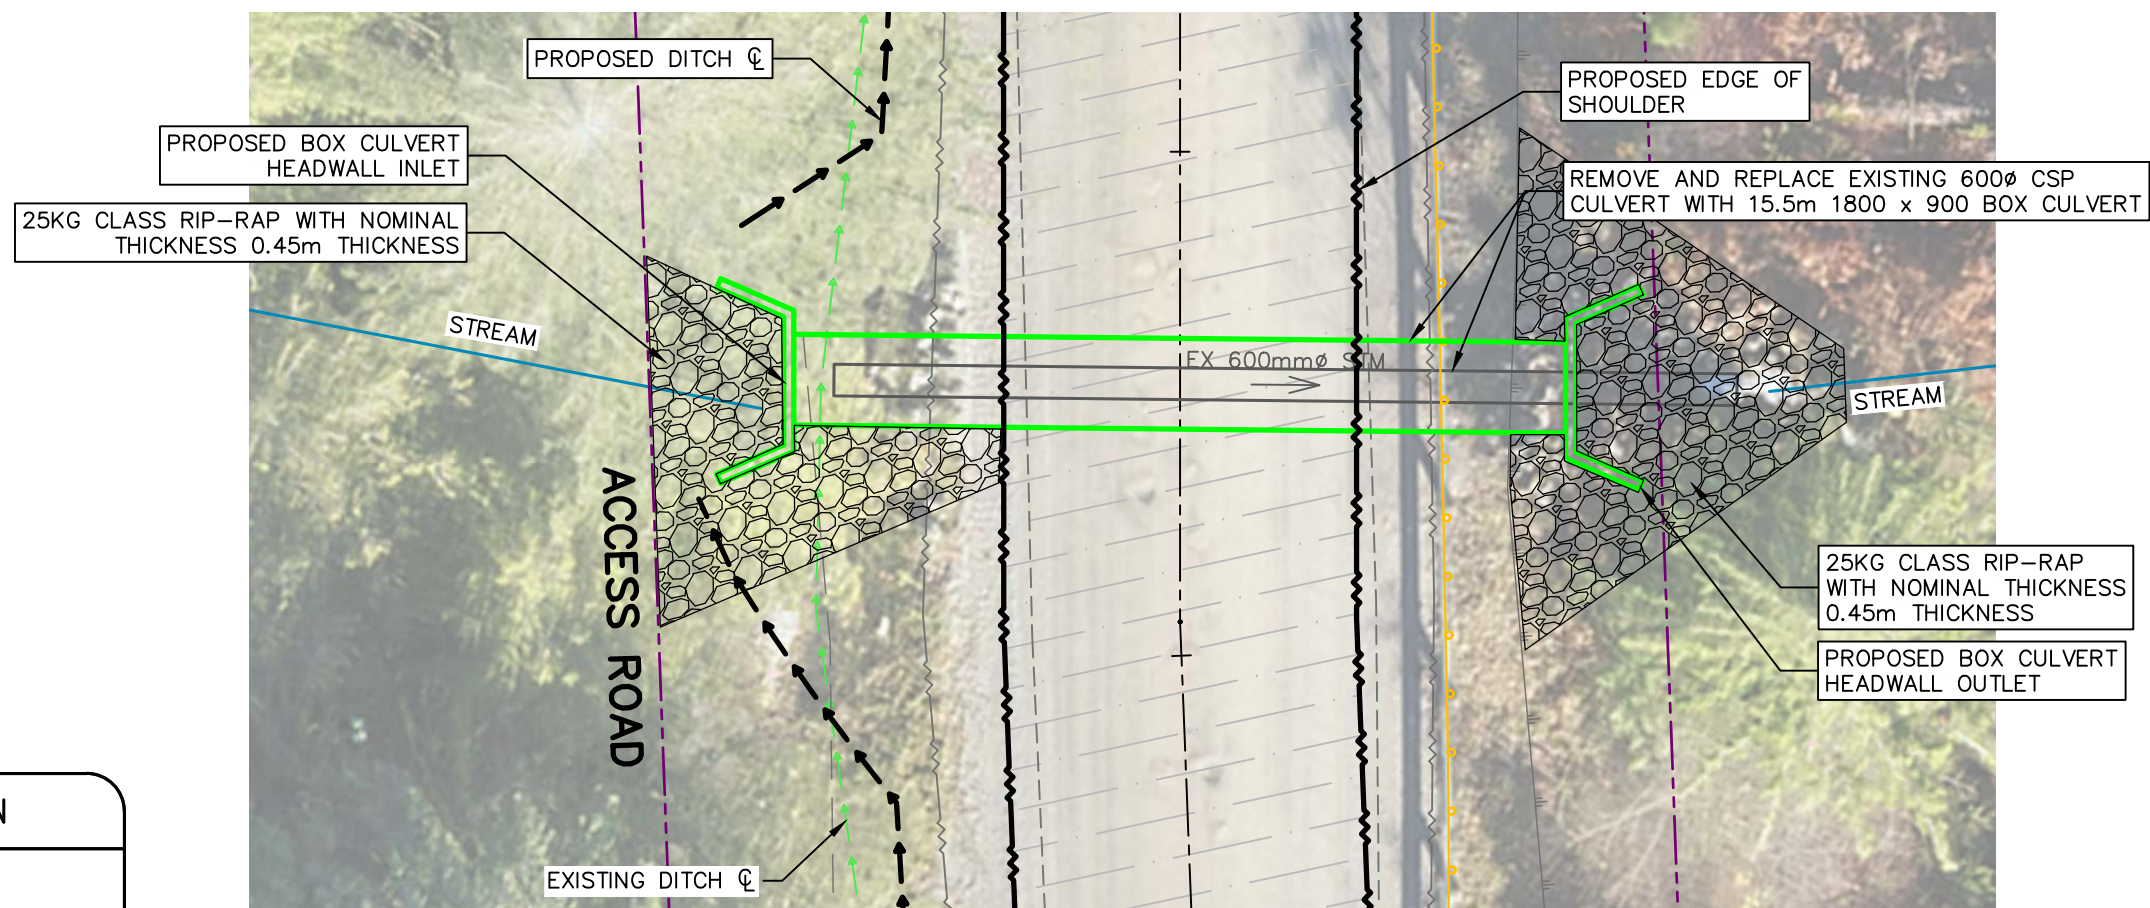 PROPOSED DITCH ℄
PROPOSED EDGE OF
SHOULDER
PROPOSED BOX CULVERT
HEADWALL INLET
REMOVE AND REPLACE EXISTING 600ø CSP
CULVERT WITH 15.5m 1800 x 900 BOX CULVERT
25KG CLASS RIP-RAP WITH NOMINAL
THICKNESS 0.45m THICKNESS
STREAM
EX 600mmø STM
STREAM
ACCESS ROAD
25KG CLASS RIP-RAP
WITH NOMINAL THICKNESS
0.45m THICKNESS
PROPOSED BOX CULVERT
HEADWALL OUTLET
EXISTING DITCH ℄
N